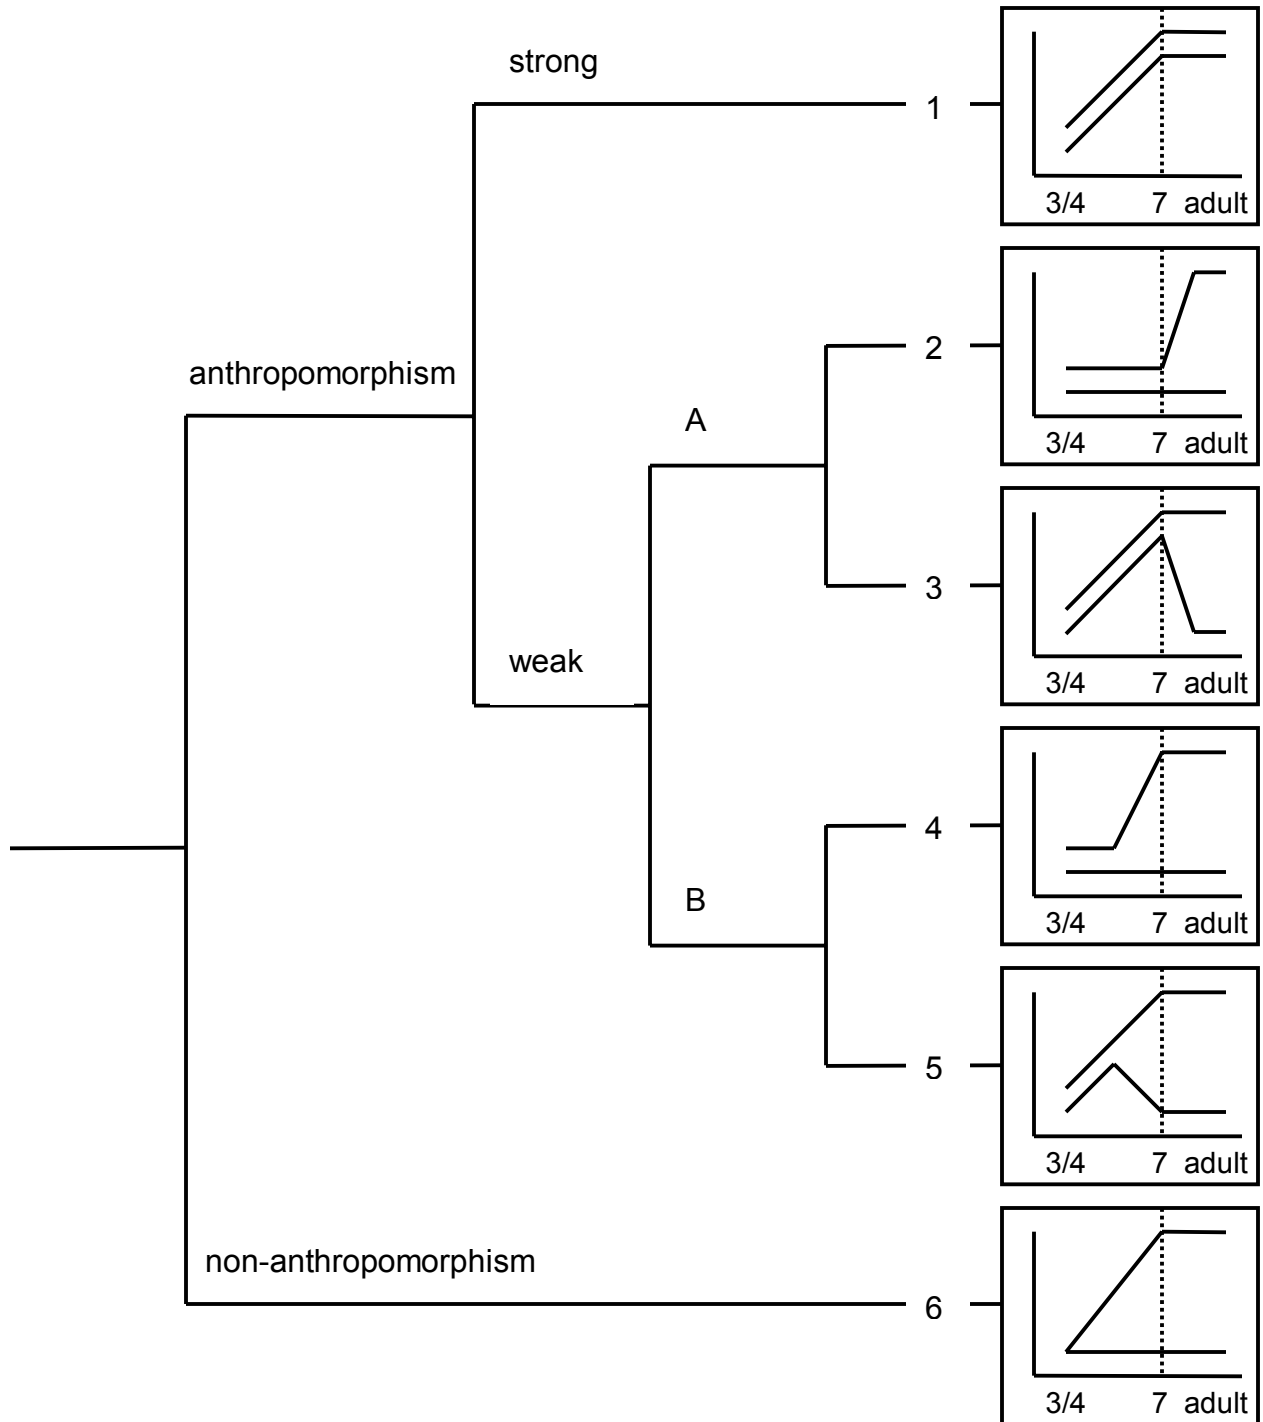 strong
1
3/4 7 adult
anthropomorphism
2
3/4 7 adult
A
3
3/4 7 adult
weak
4
3/4 7 adult
B
5
3/4 7 adult
non-anthropomorphism
6
3/4 7 adult